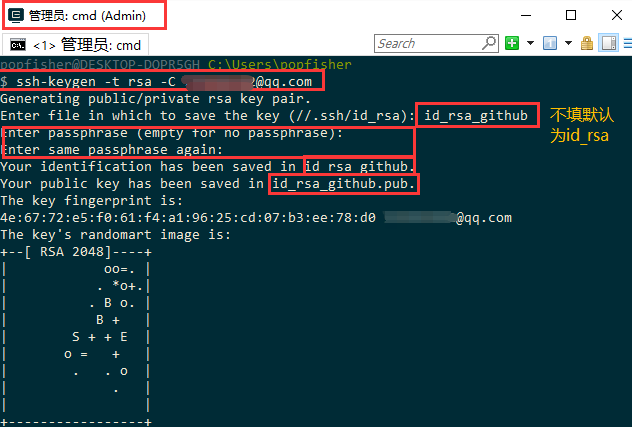 管理员: cmd (Admin)
<1> 管理员: cmd
Search
popfisher@DESKTOP-DOPR5GH C:\Users\popfisher
$ ssh-keygen -t rsa -C 2@qq.com
Generating public/private rsa key pair.
Enter file in which to save the key (//.ssh/id_rsa): id_rsa_github
不填默认
为id_rsa
Enter passphrase (empty for no passphrase):
Enter same passphrase again:
Your identification has been saved in id_rsa_github.
Your public key has been saved in id_rsa_github.pub.
The key fingerprint is:
4e:67:72:e5:f0:61:f4:a1:96:25:cd:07:b3:ee:78:d0 @qq.com
The key's randomart image is:
+--[ RSA 2048]----+
|            oo=. |
|           . *o+.|
|          . B o. |
|           B +   |
|        S + + E  |
|       o =   +   |
|        .   . o  |
|             .   |
|                 |
+-----------------+